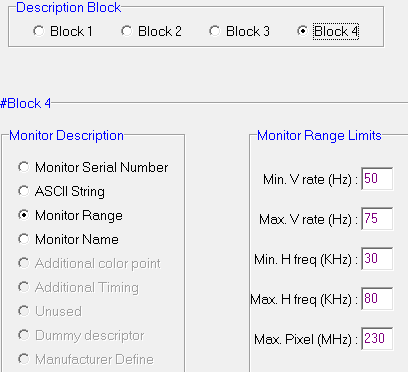 Description Block
Block 1 Block 2 Block 3 Block 4
#Block 4
Monitor Description
Monitor Serial Number
ASCII String
Monitor Range
Monitor Name
Additional color point
Additional Timing
Unused
Dummy descriptor
Manufacturer Define
Monitor Range Limits
Min. V rate (Hz) : 50
Max. V rate (Hz) : 75
Min. H freq (KHz) : 30
Max. H freq (KHz) : 80
Max. Pixel (MHz) : 230